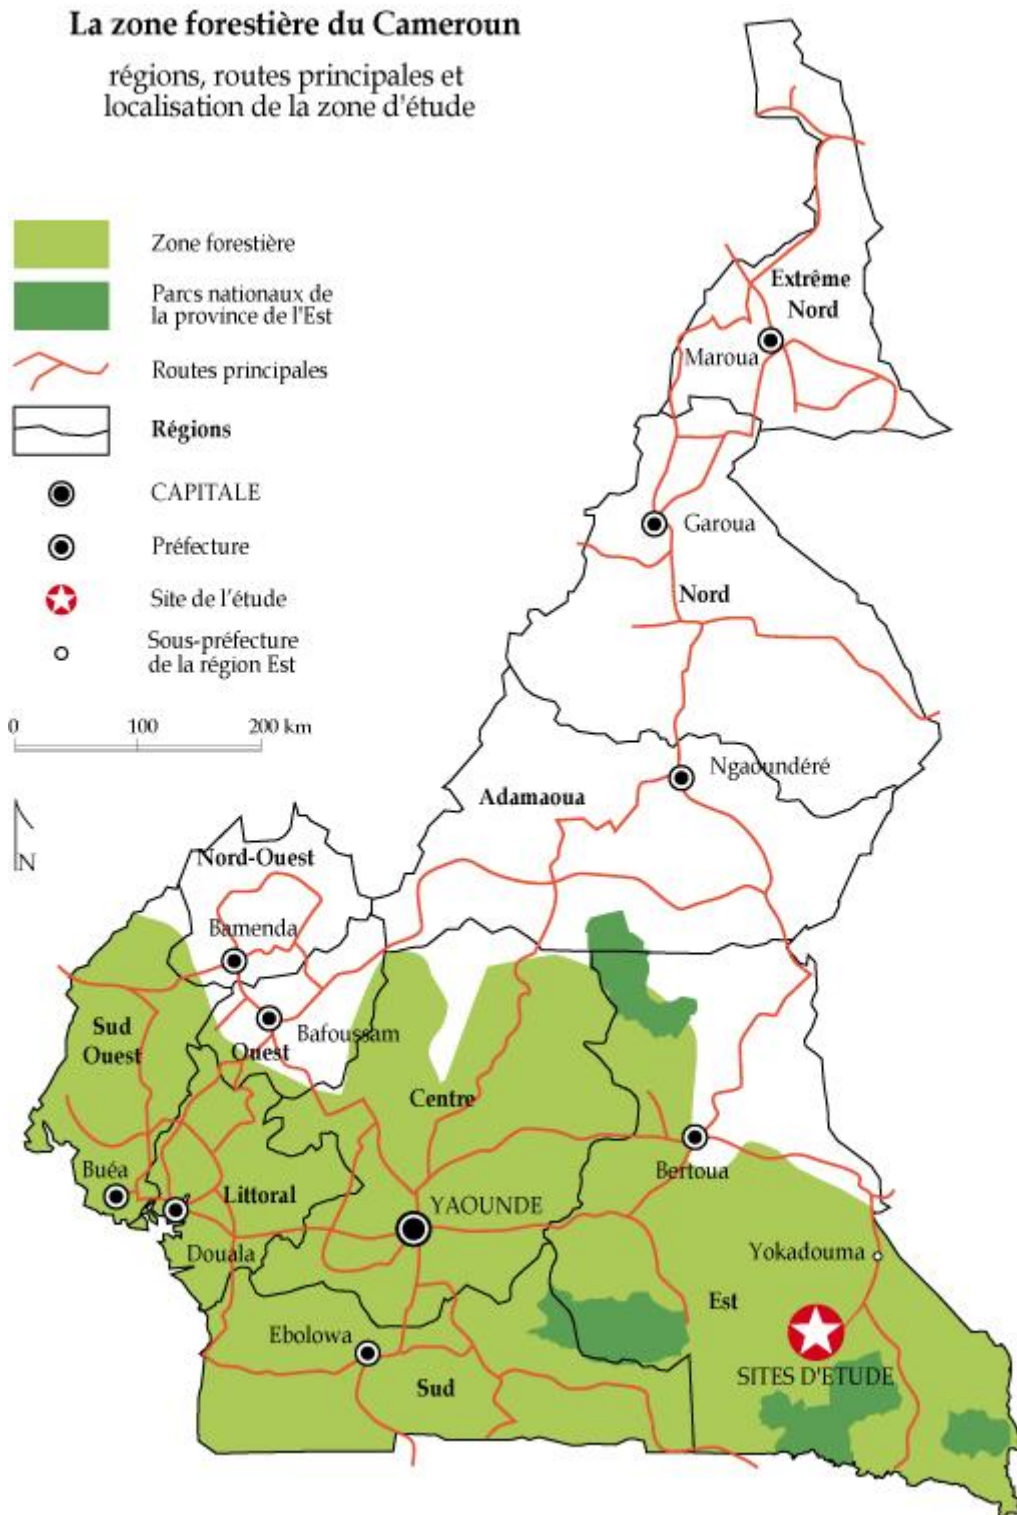 La zone forestière du Cameroun
régions, routes principales et
localisation de la zone d'étude
Zone forestière
Parcs nationaux de
la province de l'Est
Routes principales
Régions
CAPITALE
Préfecture
Site de l'étude
Sous-préfecture
de la région Est
0 100 200 km
N
Extrême
Nord
Maroua
Garoua
Nord
Ngaoundéré
Adamaoua
Nord-Ouest
Bamenda
Sud
Ouest
Bafoussam
Ouest
Centre
Bertoua
Buéa
Littoral
YAOUNDE
Douala
Yokadouma
Est
Ebolowa
SITES D'ETUDE
Sud